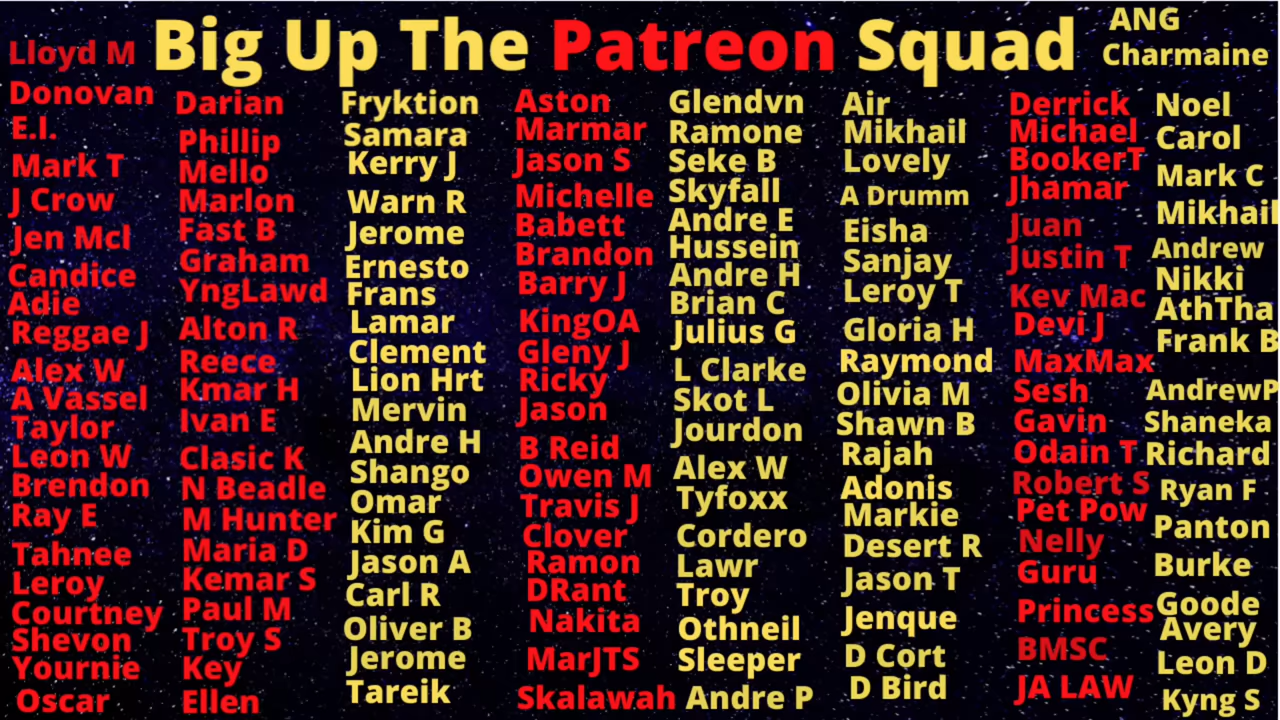 Big Up The Patreon Squad
ANG
Charmaine
Lloyd M
Donovan
E.I.
Mark T
J Crow
Jen Mcl
Candice
Adie
Reggae J
Alex W
A Vassel
Taylor
Leon W
Brendon
Ray E
Tahnee
Leroy
Courtney
Shevon
Yournie
Oscar
Darian
Phillip
Mello
Marlon
Fast B
Graham
YngLawd
Alton R
Reece
Kmar H
Ivan E
Clasic K
N Beadle
M Hunter
Maria D
Kemar S
Paul M
Troy S
Key
Ellen
Fryktion
Samara
Kerry J
Warn R
Jerome
Ernesto
Frans
Lamar
Clement
Lion Hrt
Mervin
Andre H
Shango
Omar
Kim G
Jason A
Carl R
Oliver B
Jerome
Tareik
Aston
Marmar
Jason S
Michelle
Babett
Brandon
Barry J
KingOA
Gleny J
Ricky
Jason
B Reid
Owen M
Travis J
Clover
Ramon
DRant
Nakita
MarJTS
Skalawah
Glendvn
Ramone
Seke B
Skyfall
Andre E
Hussein
Andre H
Brian C
Julius G
L Clarke
Skot L
Jourdon
Alex W
Tyfoxx
Cordero
Lawr
Troy
Othneil
Sleeper
Andre P
Air
Mikhail
Lovely
A Drumm
Eisha
Sanjay
Leroy T
Gloria H
Raymond
Olivia M
Shawn B
Rajah
Adonis
Markie
Desert R
Jason T
Jenque
D Cort
D Bird
Derrick
Michael
BookerT
Jhamar
Juan
Justin T
Kev Mac
Devi J
MaxMax
Sesh
Gavin
Odain T
Robert S
Pet Pow
Nelly
Guru
Princess
BMSC
JA LAW
Noel
Carol
Mark C
Mikhail
Andrew
Nikki
AthTha
Frank B
AndrewP
Shaneka
Richard
Ryan F
Panton
Burke
Goode
Avery
Leon D
Kyng S